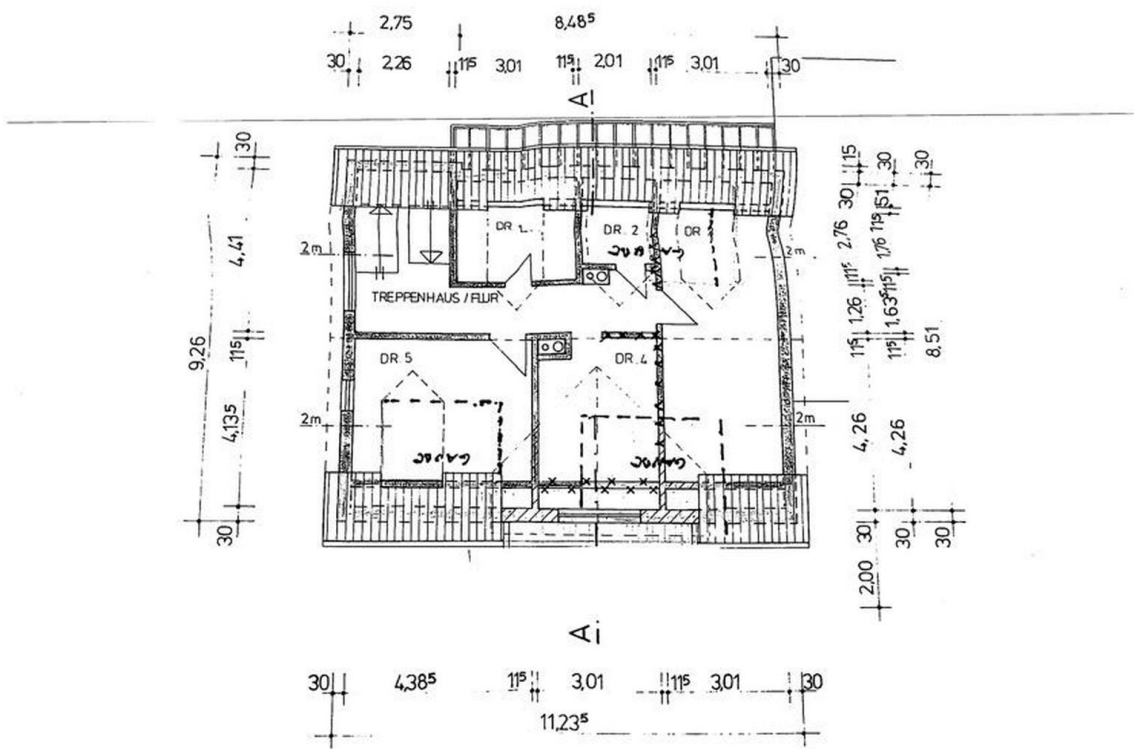 2,75 8,48⁵
30 2,26 11⁵ 3,01 11⁵ 2,01 11⁵ 3,01 30
A
30 4,41 11⁵ 4,13⁵ 30
9,26
DR. 1 DR. 2 DR
2m 2m
TREPPENHAUS / FLUR
DR. 5 DR. 4
2m 2m
15 30 2,76 11⁵ 1,26 11⁵ 4,26 30 2,00
30 51 11⁵ 1,76 11⁵ 1,63⁵ 11⁵ 4,26 30
30 8,51 30
A
30 4,38⁵ 11⁵ 3,01 11⁵ 3,01 30
11,23⁵